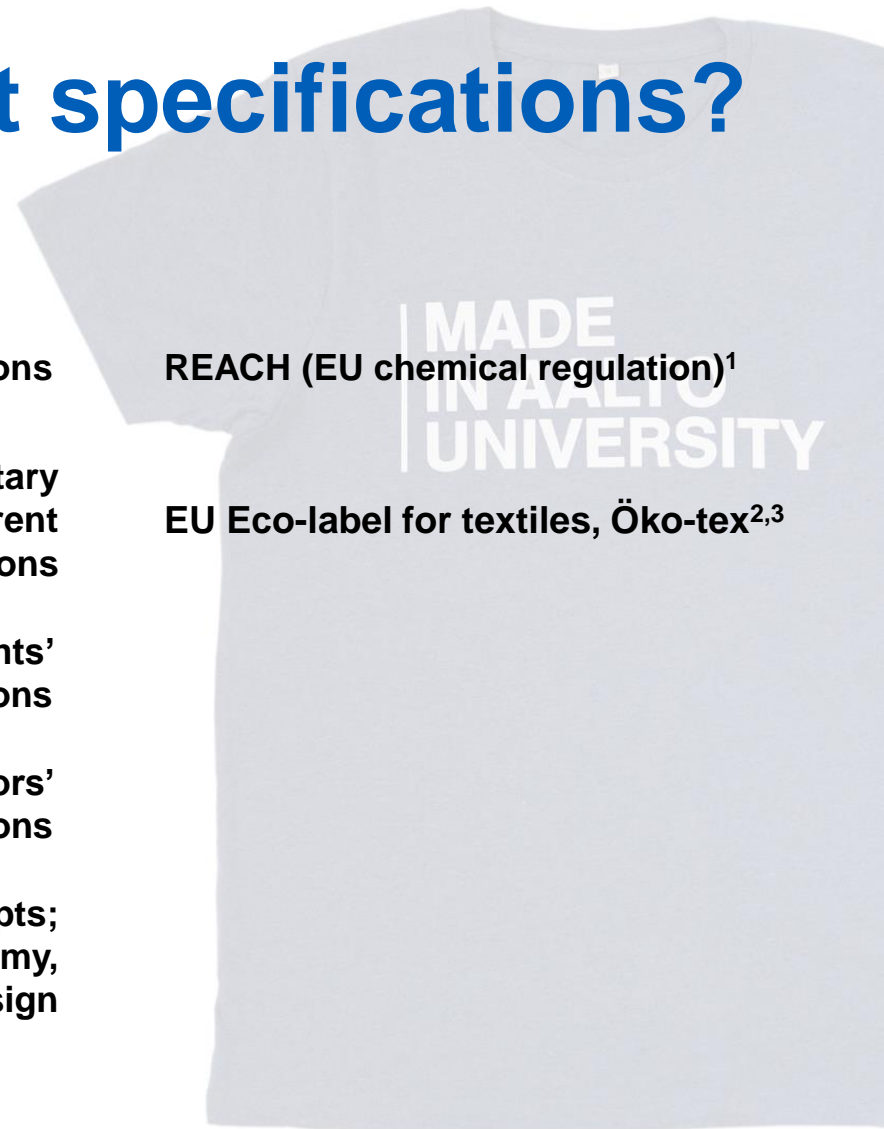 t specifications?
MADE
IN AALTO
UNIVERSITY
ons REACH (EU chemical regulation)¹
tary
rent EU Eco-label for textiles, Öko-tex²,³
ons
nts’
ons
ors’
ons
pts;
my,
sign